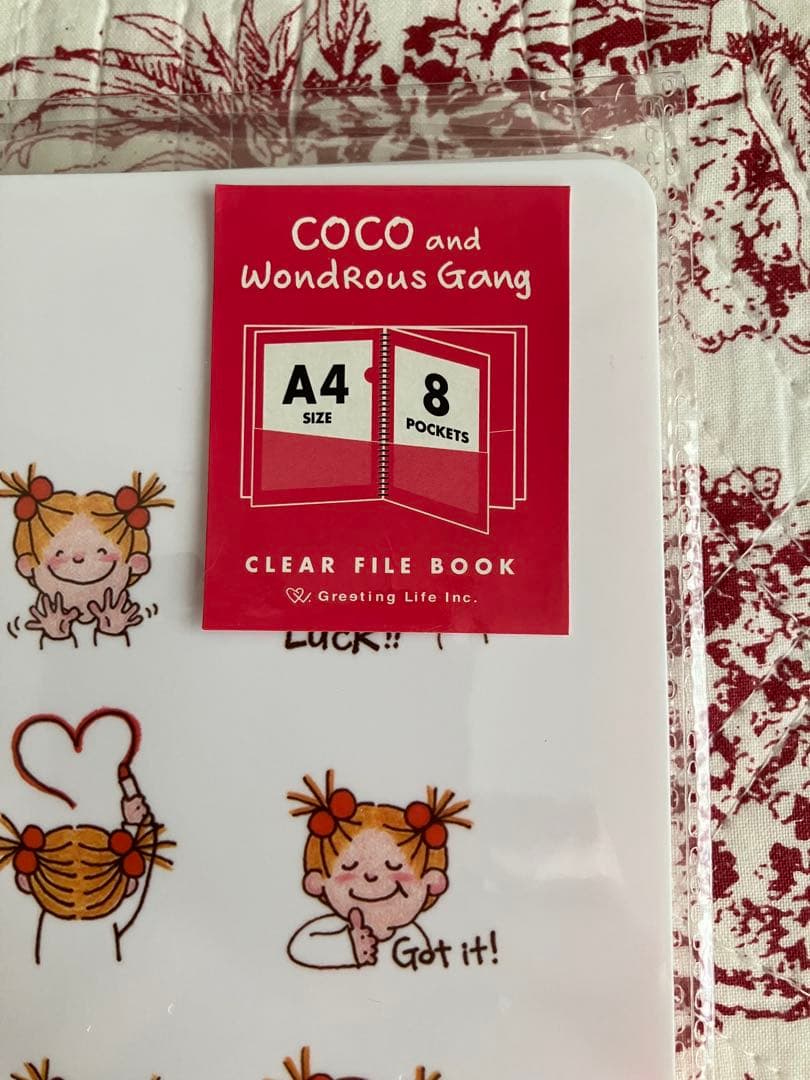 COCO and
WondRous Gang
A4
SIZE
8
POCKETS
CLEAR FILE BOOK
Greeting Life Inc.
LUCK!!
Got it!